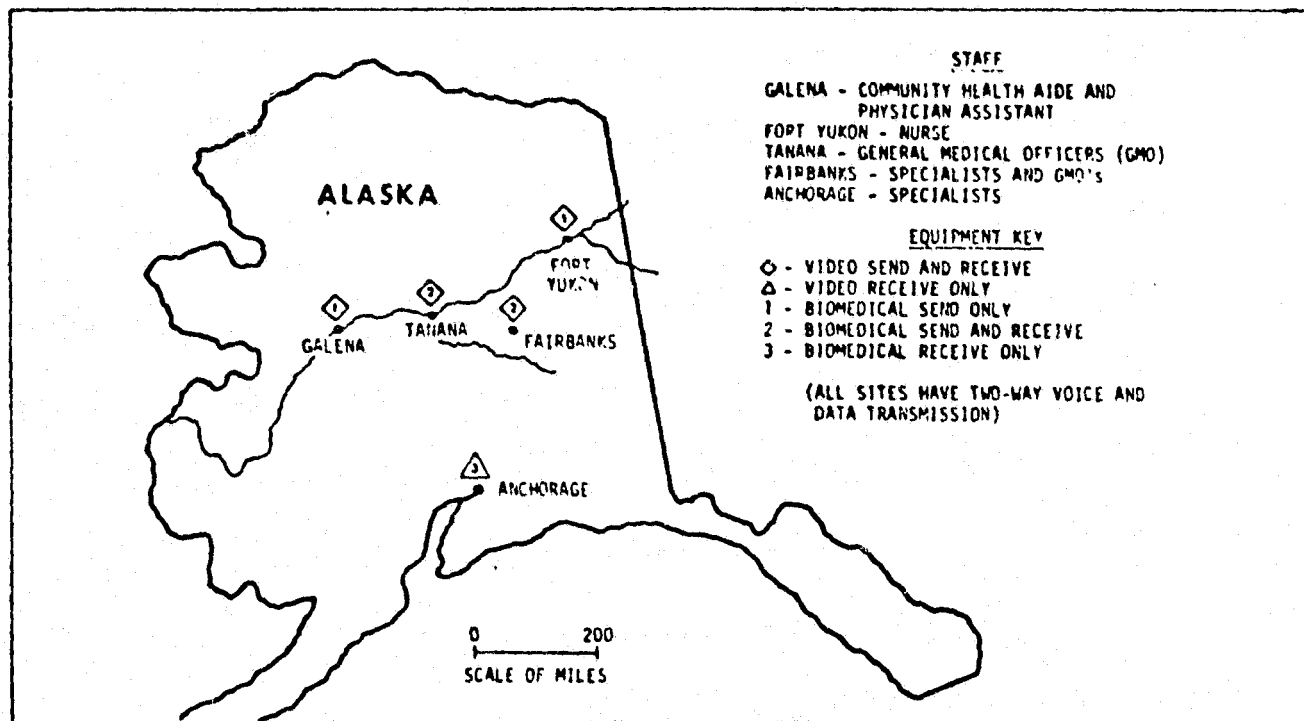 STAFF
GALENA - COMMUNITY HEALTH AIDE AND
PHYSICIAN ASSISTANT
FORT YUKON - NURSE
TANANA - GENERAL MEDICAL OFFICERS (GMO)
FAIRBANKS - SPECIALISTS AND GMO's
ANCHORAGE - SPECIALISTS
EQUIPMENT KEY
◇ - VIDEO SEND AND RECEIVE
△ - VIDEO RECEIVE ONLY
1 - BIOMEDICAL SEND ONLY
2 - BIOMEDICAL SEND AND RECEIVE
3 - BIOMEDICAL RECEIVE ONLY
(ALL SITES HAVE TWO-WAY VOICE AND
DATA TRANSMISSION)
ALASKA
1
FORT
YUKON
1
GALENA
2
TANANA
2
FAIRBANKS
3
ANCHORAGE
0 200
SCALE OF MILES